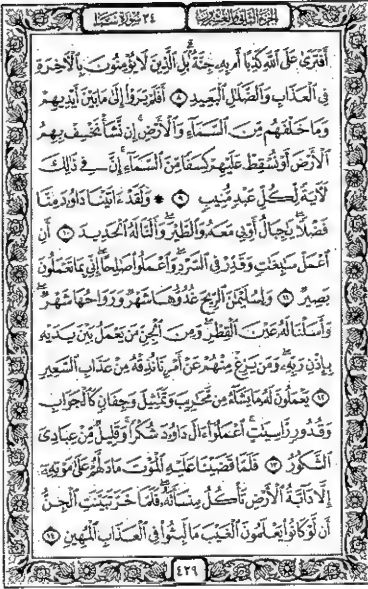 الجزء الثاني والعشرون ٣٤ سورة سبأ
أَفْتَرَىٰ عَلَى ٱللَّهِ كَذِبًا أَم بِهِۦ جِنَّةٌۢ بَلِ ٱلَّذِينَ لَا يُؤْمِنُونَ بِٱلْأَخِرَةِ
فِى ٱلْعَذَابِ وَٱلضَّلَٰلِ ٱلْبَعِيدِ ٨ أَفَلَمْ يَرَوْا۟ إِلَىٰ مَا بَيْنَ أَيْدِيهِمْ
وَمَا خَلْفَهُم مِّنَ ٱلسَّمَآءِ وَٱلْأَرْضِ إِن نَّشَأْ نَخْسِفْ بِهِمُ
ٱلْأَرْضَ أَوْ نُسْقِطْ عَلَيْهِمْ كِسَفًا مِّنَ ٱلسَّمَآءِ إِنَّ فِى ذَٰلِكَ
لَأَيَةً لِّكُلِّ عَبْدٍ مُّنِيبٍ ٩ * وَلَقَدْ ءَاتَيْنَا دَاوُۥدَ مِنَّا
فَضْلًا يَٰجِبَالُ أَوِّبِى مَعَهُۥ وَٱلطَّيْرَ وَأَلَنَّا لَهُ ٱلْحَدِيدَ ١٠ أَنِ
ٱعْمَلْ سَٰبِغَٰتٍ وَقَدِّرْ فِى ٱلسَّرْدِ وَٱعْمَلُوا۟ صَٰلِحًا إِنِّى بِمَا تَعْمَلُونَ
بَصِيرٌ ١١ وَلِسُلَيْمَٰنَ ٱلرِّيحَ غُدُوُّهَا شَهْرٌ وَرَوَاحُهَا شَهْرٌ
وَأَسَلْنَا لَهُۥ عَيْنَ ٱلْقِطْرِ وَمِنَ ٱلْجِنِّ مَن يَعْمَلُ بَيْنَ يَدَيْهِ
بِإِذْنِ رَبِّهِۦ وَمَن يَزِغْ مِنْهُمْ عَنْ أَمْرِنَا نُذِقْهُ مِنْ عَذَابِ ٱلسَّعِيرِ
١٢ يَعْمَلُونَ لَهُۥ مَا يَشَآءُ مِن مَّحَٰرِيبَ وَتَمَٰثِيلَ وَجِفَانٍ كَٱلْجَوَابِ
وَقُدُورٍ رَّاسِيَٰتٍ ٱعْمَلُوٓا۟ ءَالَ دَاوُۥدَ شُكْرًا وَقَلِيلٌ مِّنْ عِبَادِىَ
ٱلشَّكُورُ ١٣ فَلَمَّا قَضَيْنَا عَلَيْهِ ٱلْمَوْتَ مَا دَلَّهُمْ عَلَىٰ مَوْتِهِۦٓ
إِلَّا دَآبَّةُ ٱلْأَرْضِ تَأْكُلُ مِنسَأَتَهُۥ فَلَمَّا خَرَّ تَبَيَّنَتِ ٱلْجِنُّ
أَن لَّوْ كَانُوا۟ يَعْلَمُونَ ٱلْغَيْبَ مَا لَبِثُوا۟ فِى ٱلْعَذَابِ ٱلْمُهِينِ ١٤
٤٢٩